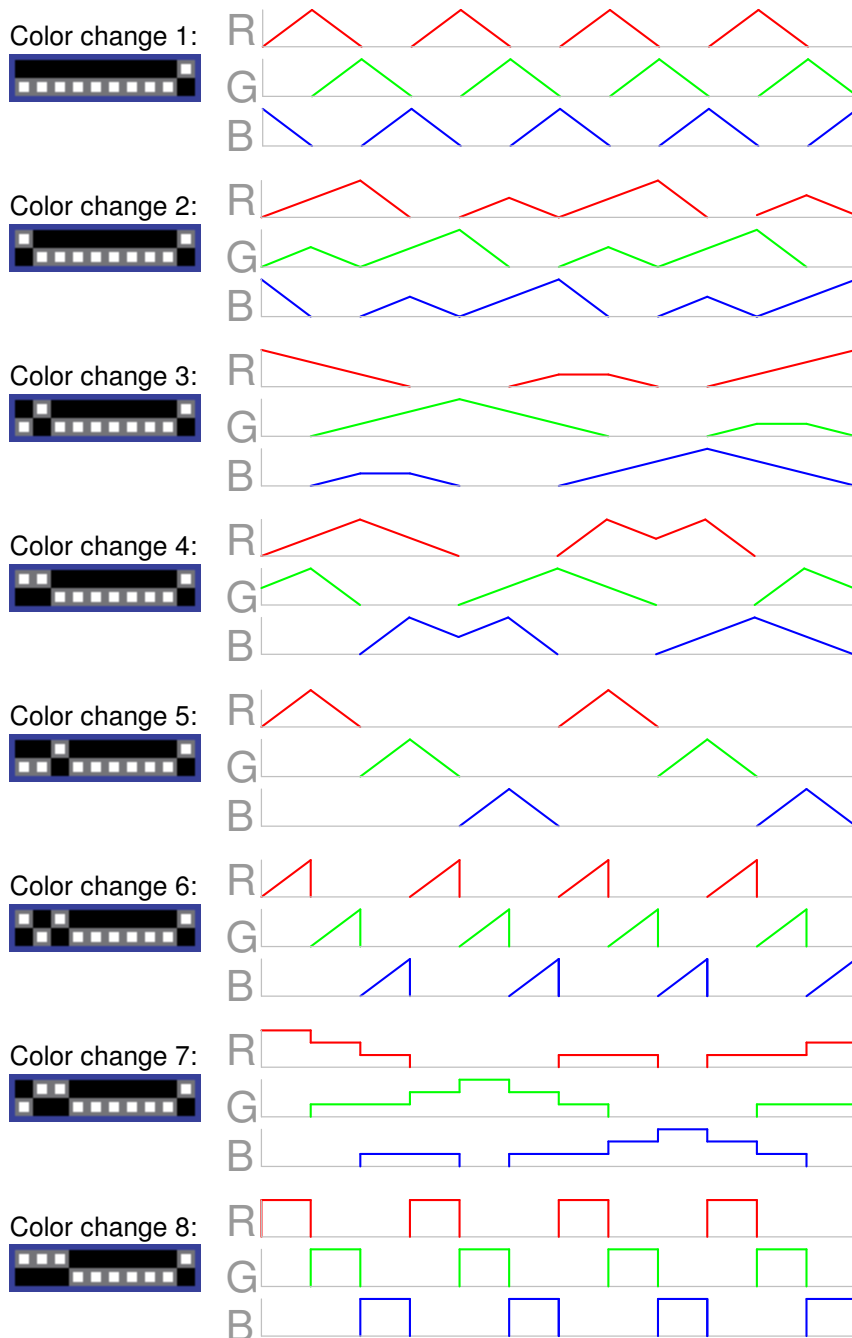 Color change 1:
R
G
B
Color change 2:
R
G
B
Color change 3:
R
G
B
Color change 4:
R
G
B
Color change 5:
R
G
B
Color change 6:
R
G
B
Color change 7:
R
G
B
Color change 8:
R
G
B